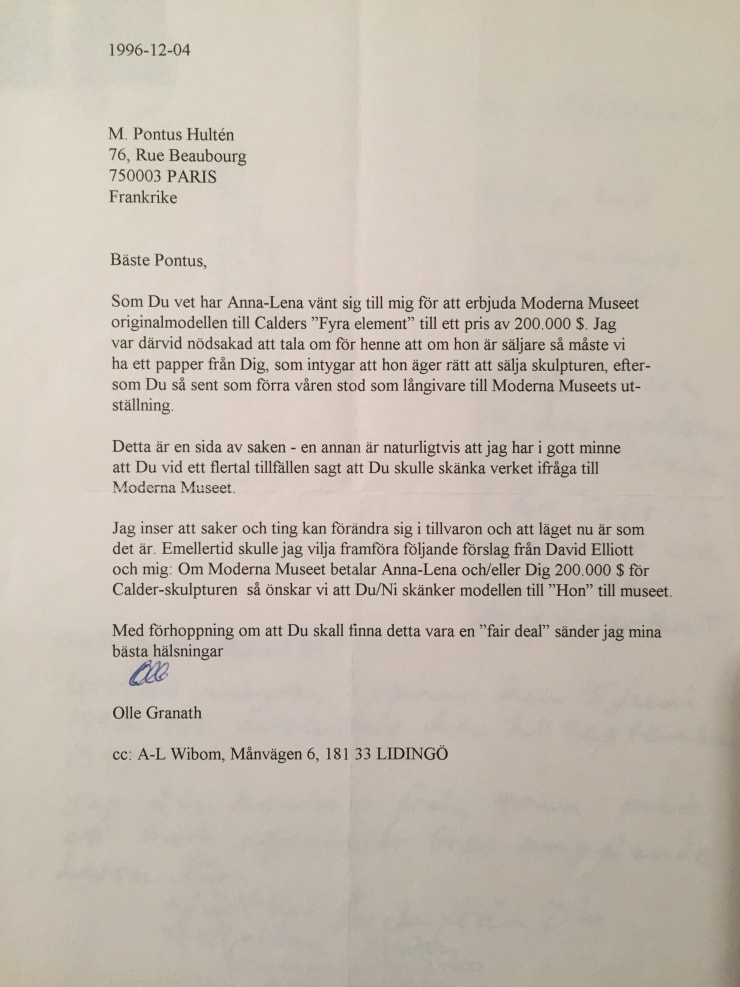 1996-12-04
M. Pontus Hultén
76, Rue Beaubourg
750003 PARIS
Frankrike
Bäste Pontus,
Som Du vet har Anna-Lena vänt sig till mig för att erbjuda Moderna Museet
originalmodellen till Calders ”Fyra element” till ett pris av 200.000 $. Jag
var därvid nödsakad att tala om för henne att om hon är säljare så måste vi
ha ett papper från Dig, som intygar att hon äger rätt att sälja skulpturen, efter-
som Du så sent som förra våren stod som långivare till Moderna Museets ut-
ställning.
Detta är en sida av saken - en annan är naturligtvis att jag har i gott minne
att Du vid ett flertal tillfällen sagt att Du skulle skänka verket ifråga till
Moderna Museet.
Jag inser att saker och ting kan förändra sig i tillvaron och att läget nu är som
det är. Emellertid skulle jag vilja framföra följande förslag från David Elliott
och mig: Om Moderna Museet betalar Anna-Lena och/eller Dig 200.000 $ för
Calder-skulpturen så önskar vi att Du/Ni skänker modellen till ”Hon” till museet.
Med förhoppning om att Du skall finna detta vara en ”fair deal” sänder jag mina
bästa hälsningar
Olle
Olle Granath
cc: A-L Wibom, Månvägen 6, 181 33 LIDINGÖ